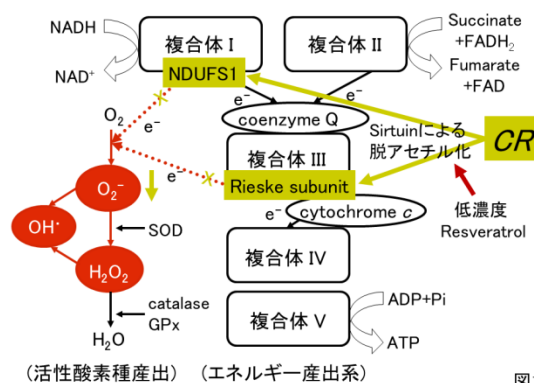 NADH
NAD⁺
複合体 I
NDUFS1
複合体 II
Succinate
+FADH₂
Fumarate
+FAD
e⁻
e⁻
O₂
e⁻
coenzyme Q
Sirtuinによる
脱アセチル化
CR
複合体 III
Rieske subunit
e⁻
O₂⁻
OH·
SOD
H₂O₂
e⁻
cytochrome c
低濃度
Resveratrol
複合体 IV
catalase
GPx
H₂O
複合体 V
ADP+Pi
ATP
(活性酸素種産出)
(エネルギー産出系)
図